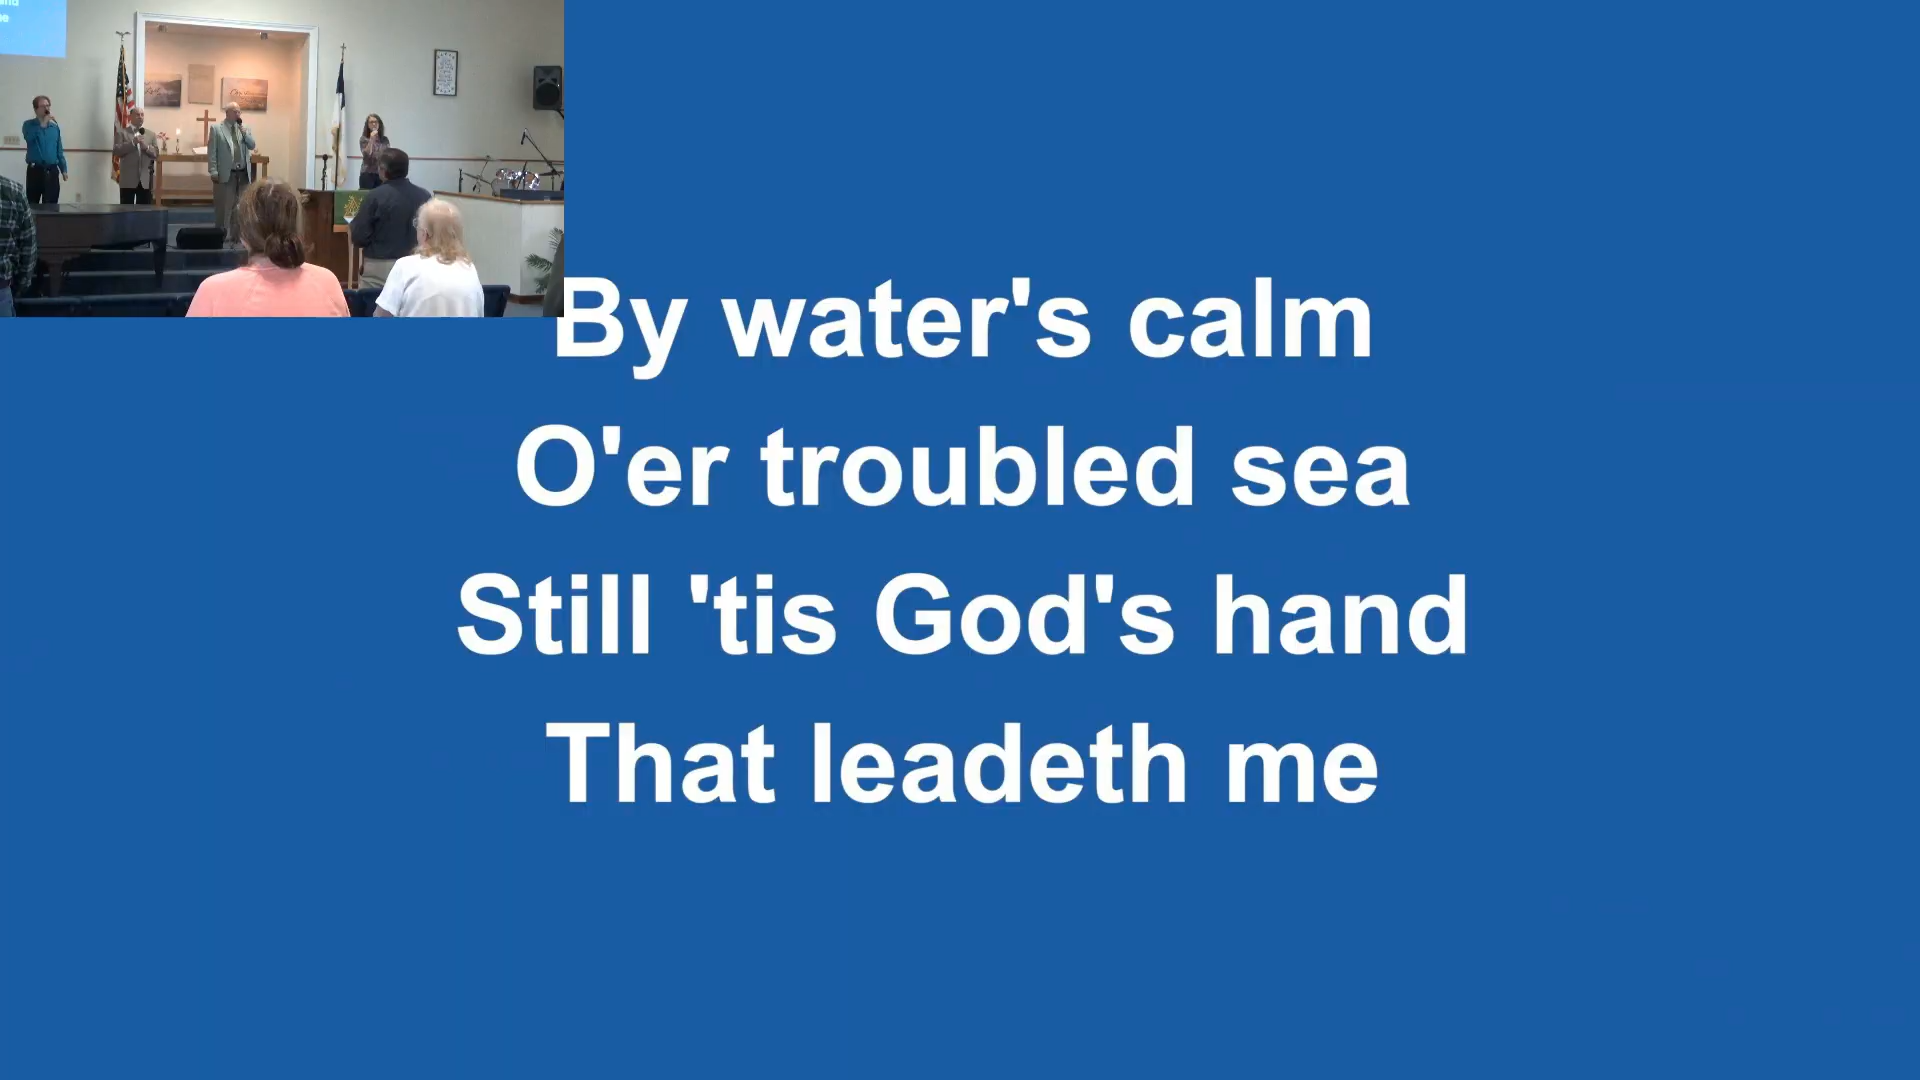 By water's calm
O'er troubled sea
Still 'tis God's hand
That leadeth me